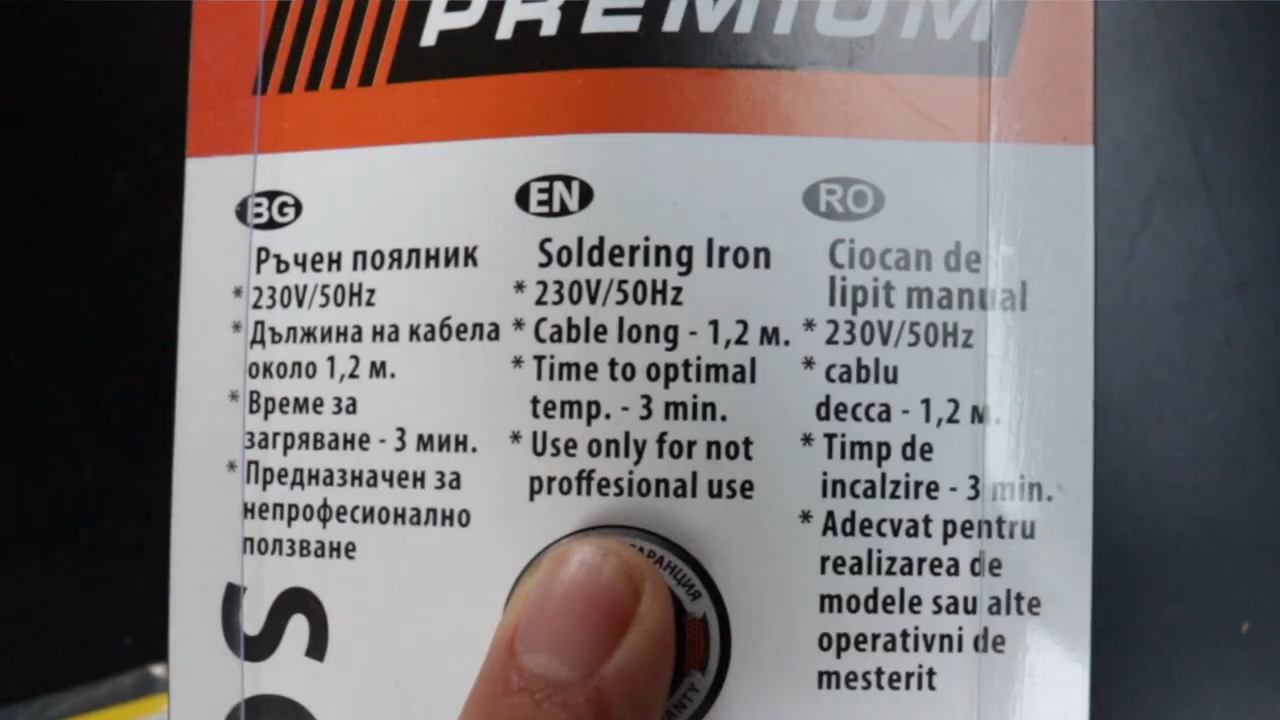 PREMIUM
BG
Ръчен поялник
* 230V/50Hz
* Дължина на кабела
около 1,2 м.
* Време за
загряване - 3 мин.
* Предназначен за
непрофесионално
ползване
EN
Soldering Iron
* 230V/50Hz
* Cable long - 1,2 м.
* Time to optimal
temp. - 3 min.
* Use only for not
proffesional use
RO
Ciocan de
lipit manual
* 230V/50Hz
* cablu
decca - 1,2 м.
* Timp de
incalzire - 3 min.
* Adecvat pentru
realizarea de
modele sau alte
operativni de
mesterit
ГАРАНЦИЯ